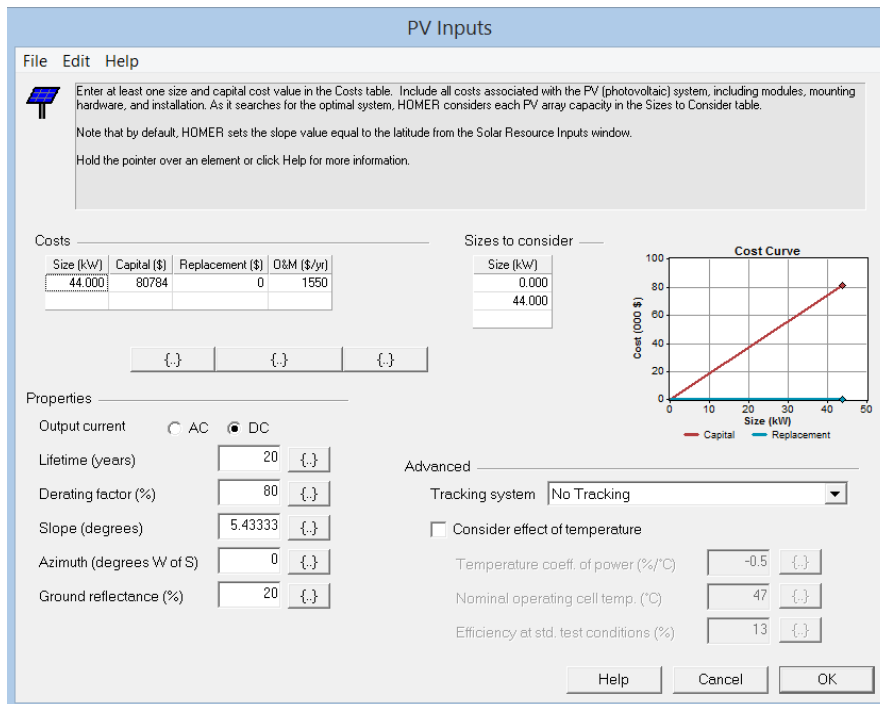 PV Inputs
File Edit Help
Enter at least one size and capital cost value in the Costs table. Include all costs associated with the PV (photovoltaic) system, including modules, mounting
hardware, and installation. As it searches for the optimal system, HOMER considers each PV array capacity in the Sizes to Consider table.
Note that by default, HOMER sets the slope value equal to the latitude from the Solar Resource Inputs window.
Hold the pointer over an element or click Help for more information.
Costs
Size (kW) Capital ($) Replacement ($) O&M ($/yr)
44.000 80784 0 1550
{..} {..} {..}
Sizes to consider
Size (kW)
0.000
44.000
Cost Curve
Cost (000 $)
100
80
60
40
20
0
0 10 20 30 40 50
Size (kW)
Capital Replacement
Properties
Output current AC DC
Lifetime (years) 20 {..}
Derating factor (%) 80 {..}
Slope (degrees) 5.43333 {..}
Azimuth (degrees W of S) 0 {..}
Ground reflectance (%) 20 {..}
Advanced
Tracking system No Tracking
Consider effect of temperature
Temperature coeff. of power (%/°C) -0.5 {..}
Nominal operating cell temp. (°C) 47 {..}
Efficiency at std. test conditions (%) 13 {..}
Help Cancel OK